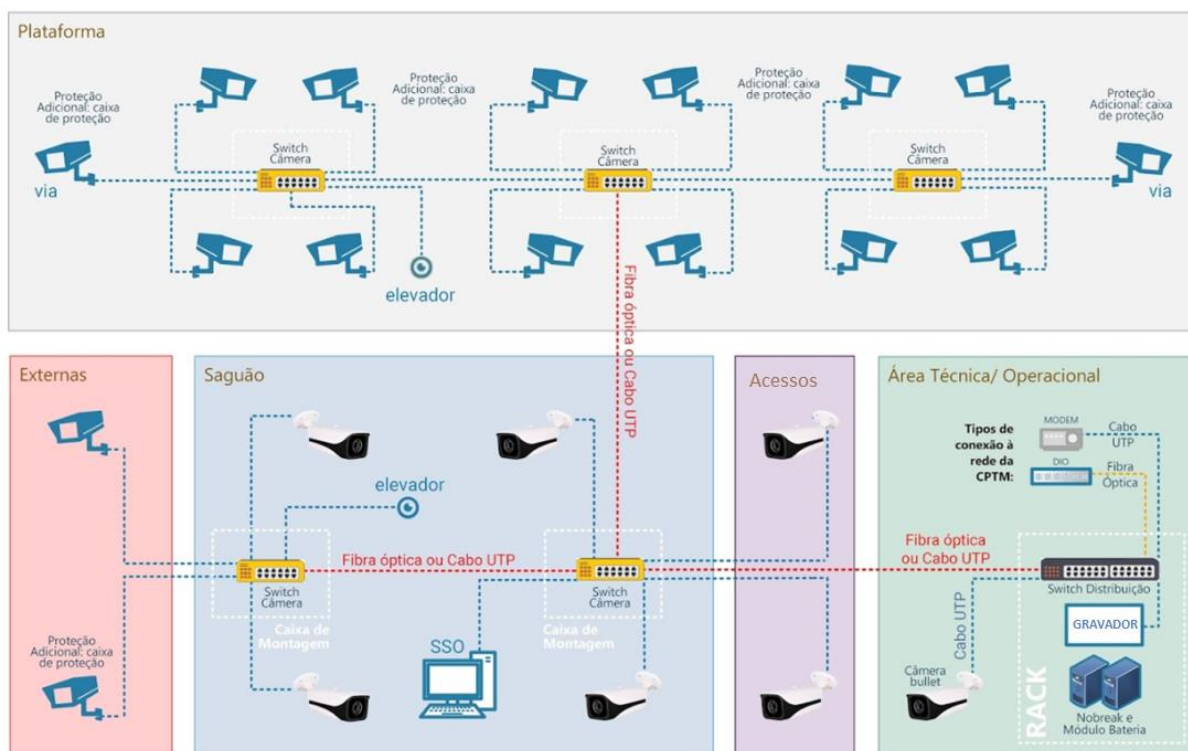 Plataforma
Proteção
Adicional: caixa
de proteção
via
Switch
Câmera
Proteção
Adicional: caixa
de proteção
elevador
Switch
Câmera
Proteção
Adicional: caixa
de proteção
Switch
Câmera
Proteção
Adicional: caixa
de proteção
via
Fibra óptica ou Cabo UTP
Externas
Proteção
Adicional: caixa
de proteção
Saguão
elevador
Fibra óptica ou Cabo UTP
Switch
Câmera
Caixa de
Montagem
SSO
Switch
Câmera
Caixa de
Montagem
Acessos
Área Técnica/ Operacional
Tipos de
conexão à
rede da
CPTM:
MODEM
Cabo
UTP
DIO
Fibra
Óptica
Fibra óptica
ou Cabo UTP
Switch Distribuição
Cabo UTP
GRAVADOR
Câmera
bullet
RACK
Nobreak e
Módulo Bateria